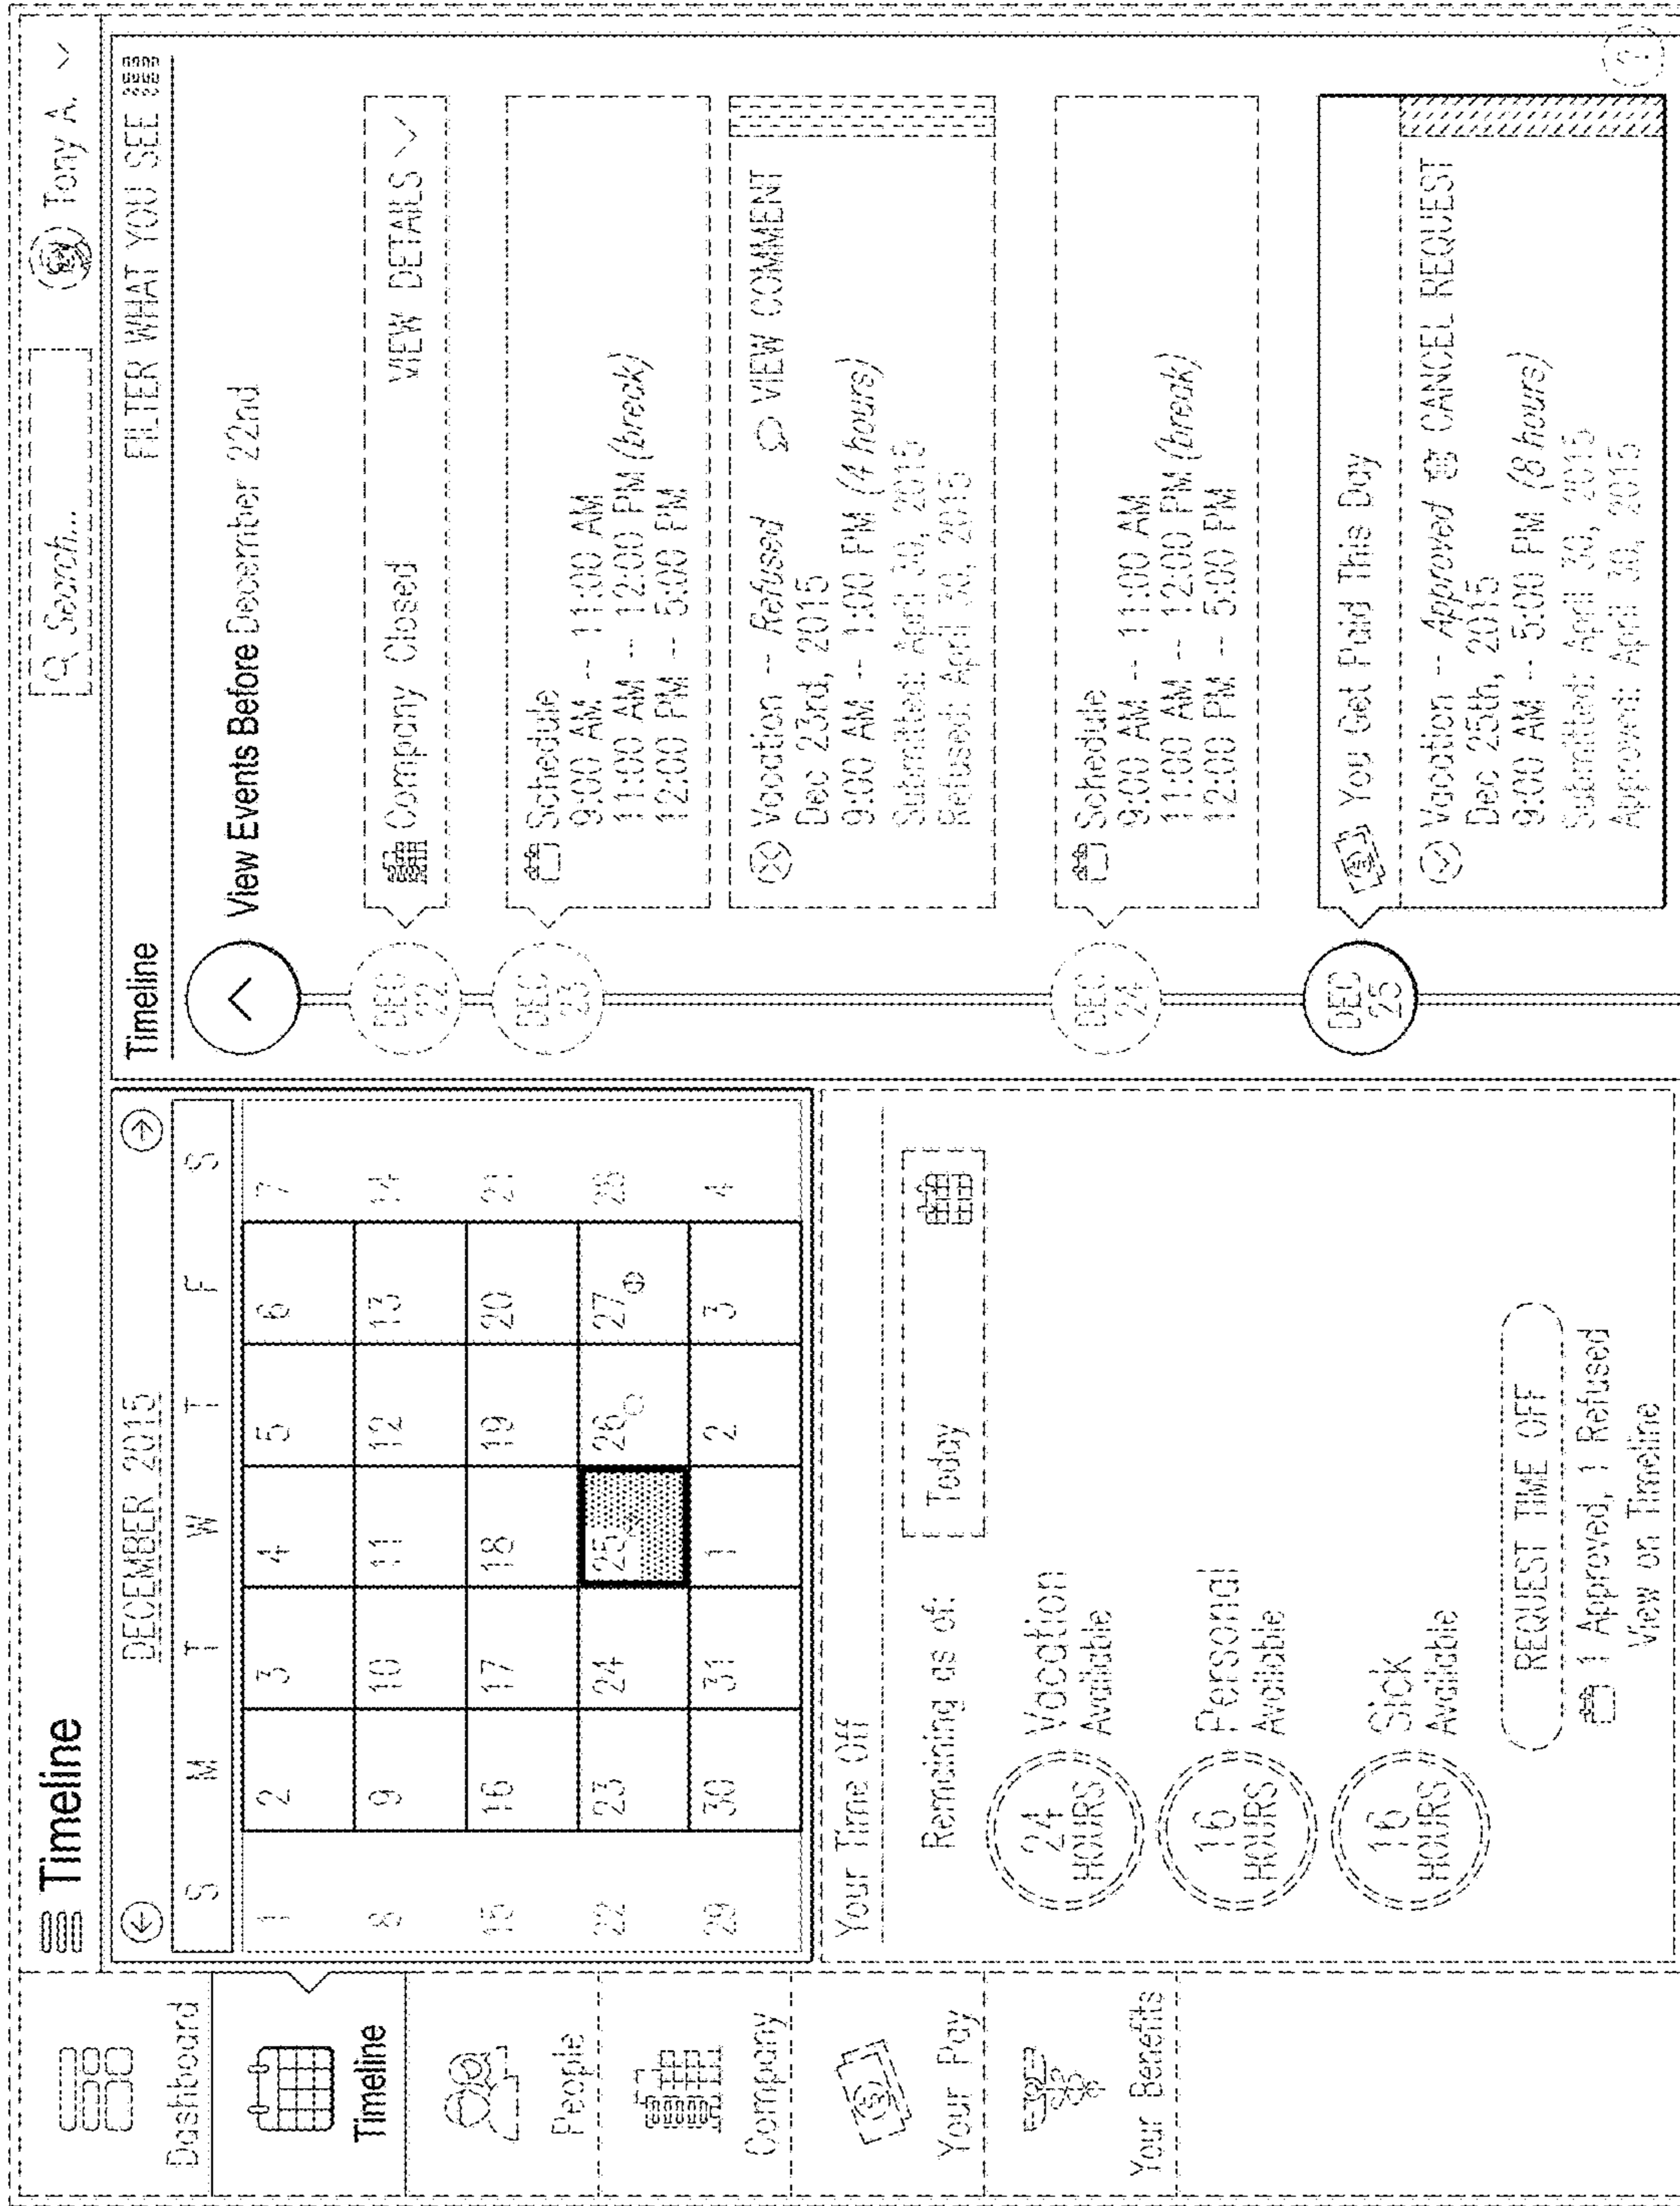 Timeline
Search...
Tony A.
Dashboard
Timeline
People
Company
Your Pay
Your Benefits
DECEMBER 2015
S M T W T F S
1 2 3 4 5 6 7
8 9 10 11 12 13 14
15 16 17 18 19 20 21
22 23 24 25 26 27 28
29 30 31 1 2 3 4
Your Time Off
Remaining as of: Today
24 HOURS
Vacation
Available
16 HOURS
Personal
Available
16 HOURS
Sick
Available
REQUEST TIME OFF
1 Approved, 1 Refused
View on Timeline
Timeline
FILTER WHAT YOU SEE
View Events Before December 22nd
DEC 22
Company Closed
VIEW DETAILS
DEC 23
Schedule
9:00 AM -- 11:00 AM
11:00 AM -- 12:00 PM (break)
12:00 PM -- 5:00 PM
Vacation -- Refused
VIEW COMMENT
Dec 23rd, 2015
9:00 AM -- 1:00 PM (4 hours)
Submitted: April 30, 2015
Refused: April 30, 2015
DEC 24
Schedule
9:00 AM -- 11:00 AM
11:00 AM -- 12:00 PM (break)
12:00 PM -- 5:00 PM
DEC 25
You Get Paid This Day
Vacation -- Approved
CANCEL REQUEST
Dec 25th, 2015
9:00 AM -- 5:00 PM (8 hours)
Submitted: April 30, 2015
Approved: April 30, 2015
?